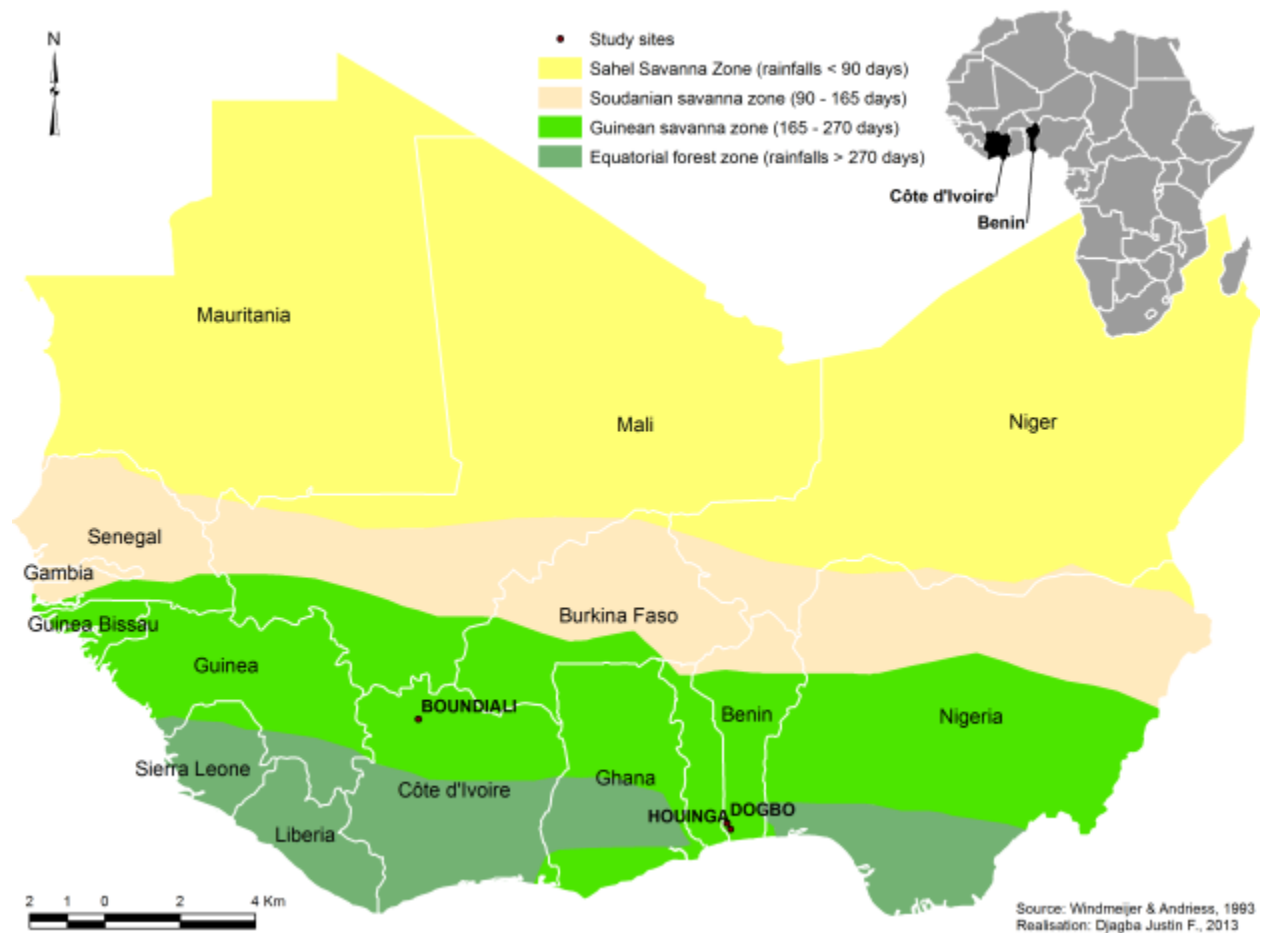 N
Study sites
Sahel Savanna Zone (rainfalls < 90 days)
Soudanian savanna zone (90 - 165 days)
Guinean savanna zone (165 - 270 days)
Equatorial forest zone (rainfalls > 270 days)
Côte d'Ivoire
Benin
Mauritania
Mali
Niger
Senegal
Gambia
Guinea Bissau
Burkina Faso
Guinea
BOUNDIALI
Benin
Nigeria
Sierra Leone
Ghana
Côte d'Ivoire
HOUINGA
DOGBO
Liberia
2 1 0 2 4 Km
Source: Windmeijer & Andriess, 1993
Realisation: Djagba Justin F., 2013